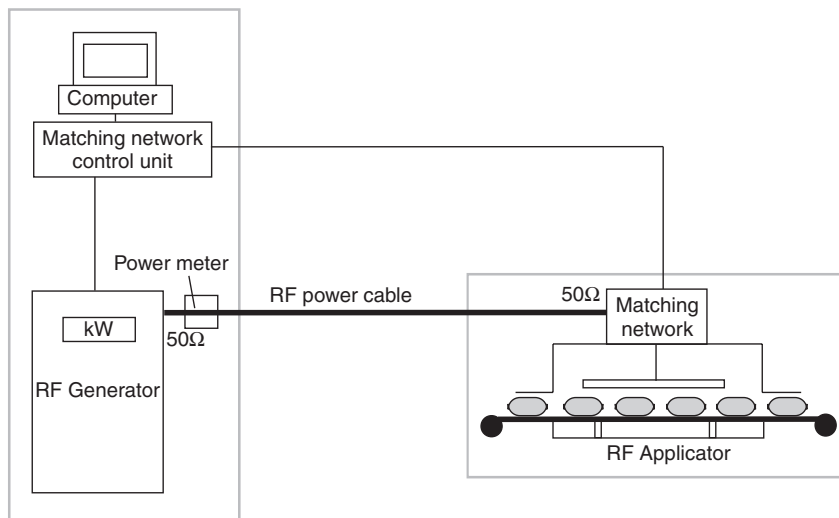 Computer
Matching network
control unit
Power meter
RF power cable
50Ω
50Ω
Matching
network
kW
RF Generator
RF Applicator